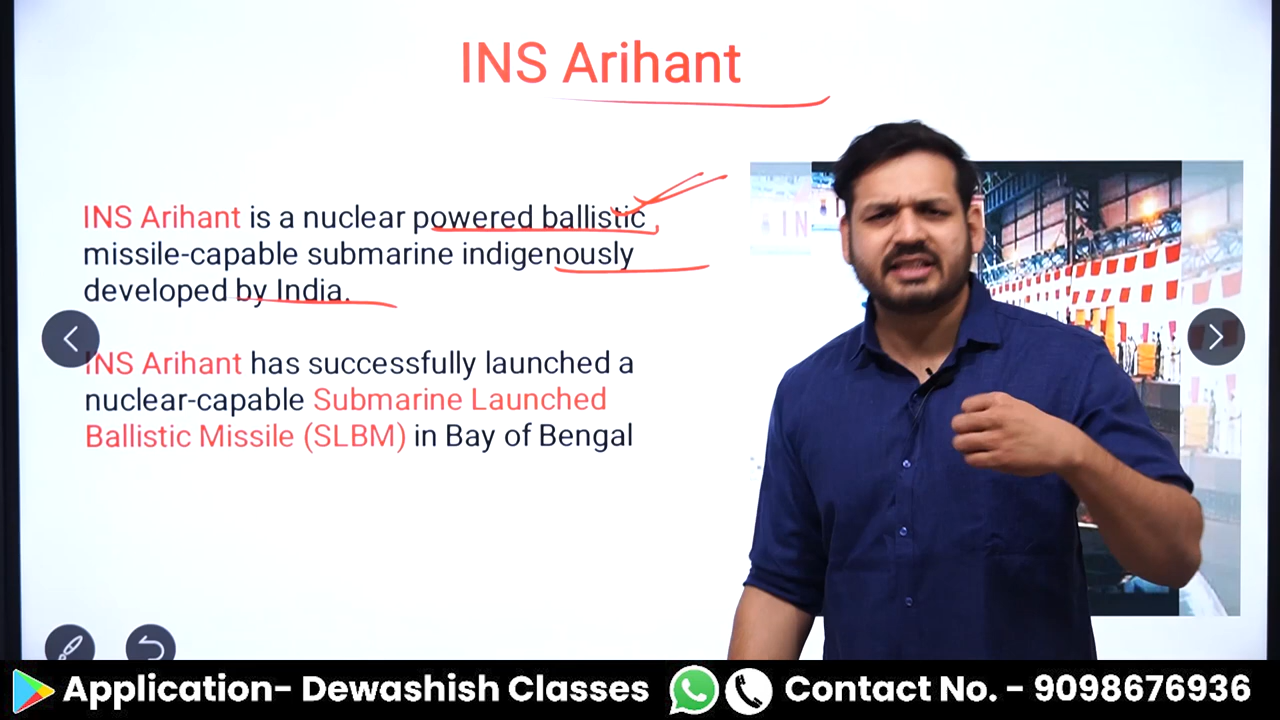 INS Arihant
INS Arihant is a nuclear powered ballistic
missile-capable submarine indigenously
developed by India.
INS Arihant has successfully launched a
nuclear-capable Submarine Launched
Ballistic Missile (SLBM) in Bay of Bengal
IN
Application- Dewashish Classes
Contact No. - 9098676936